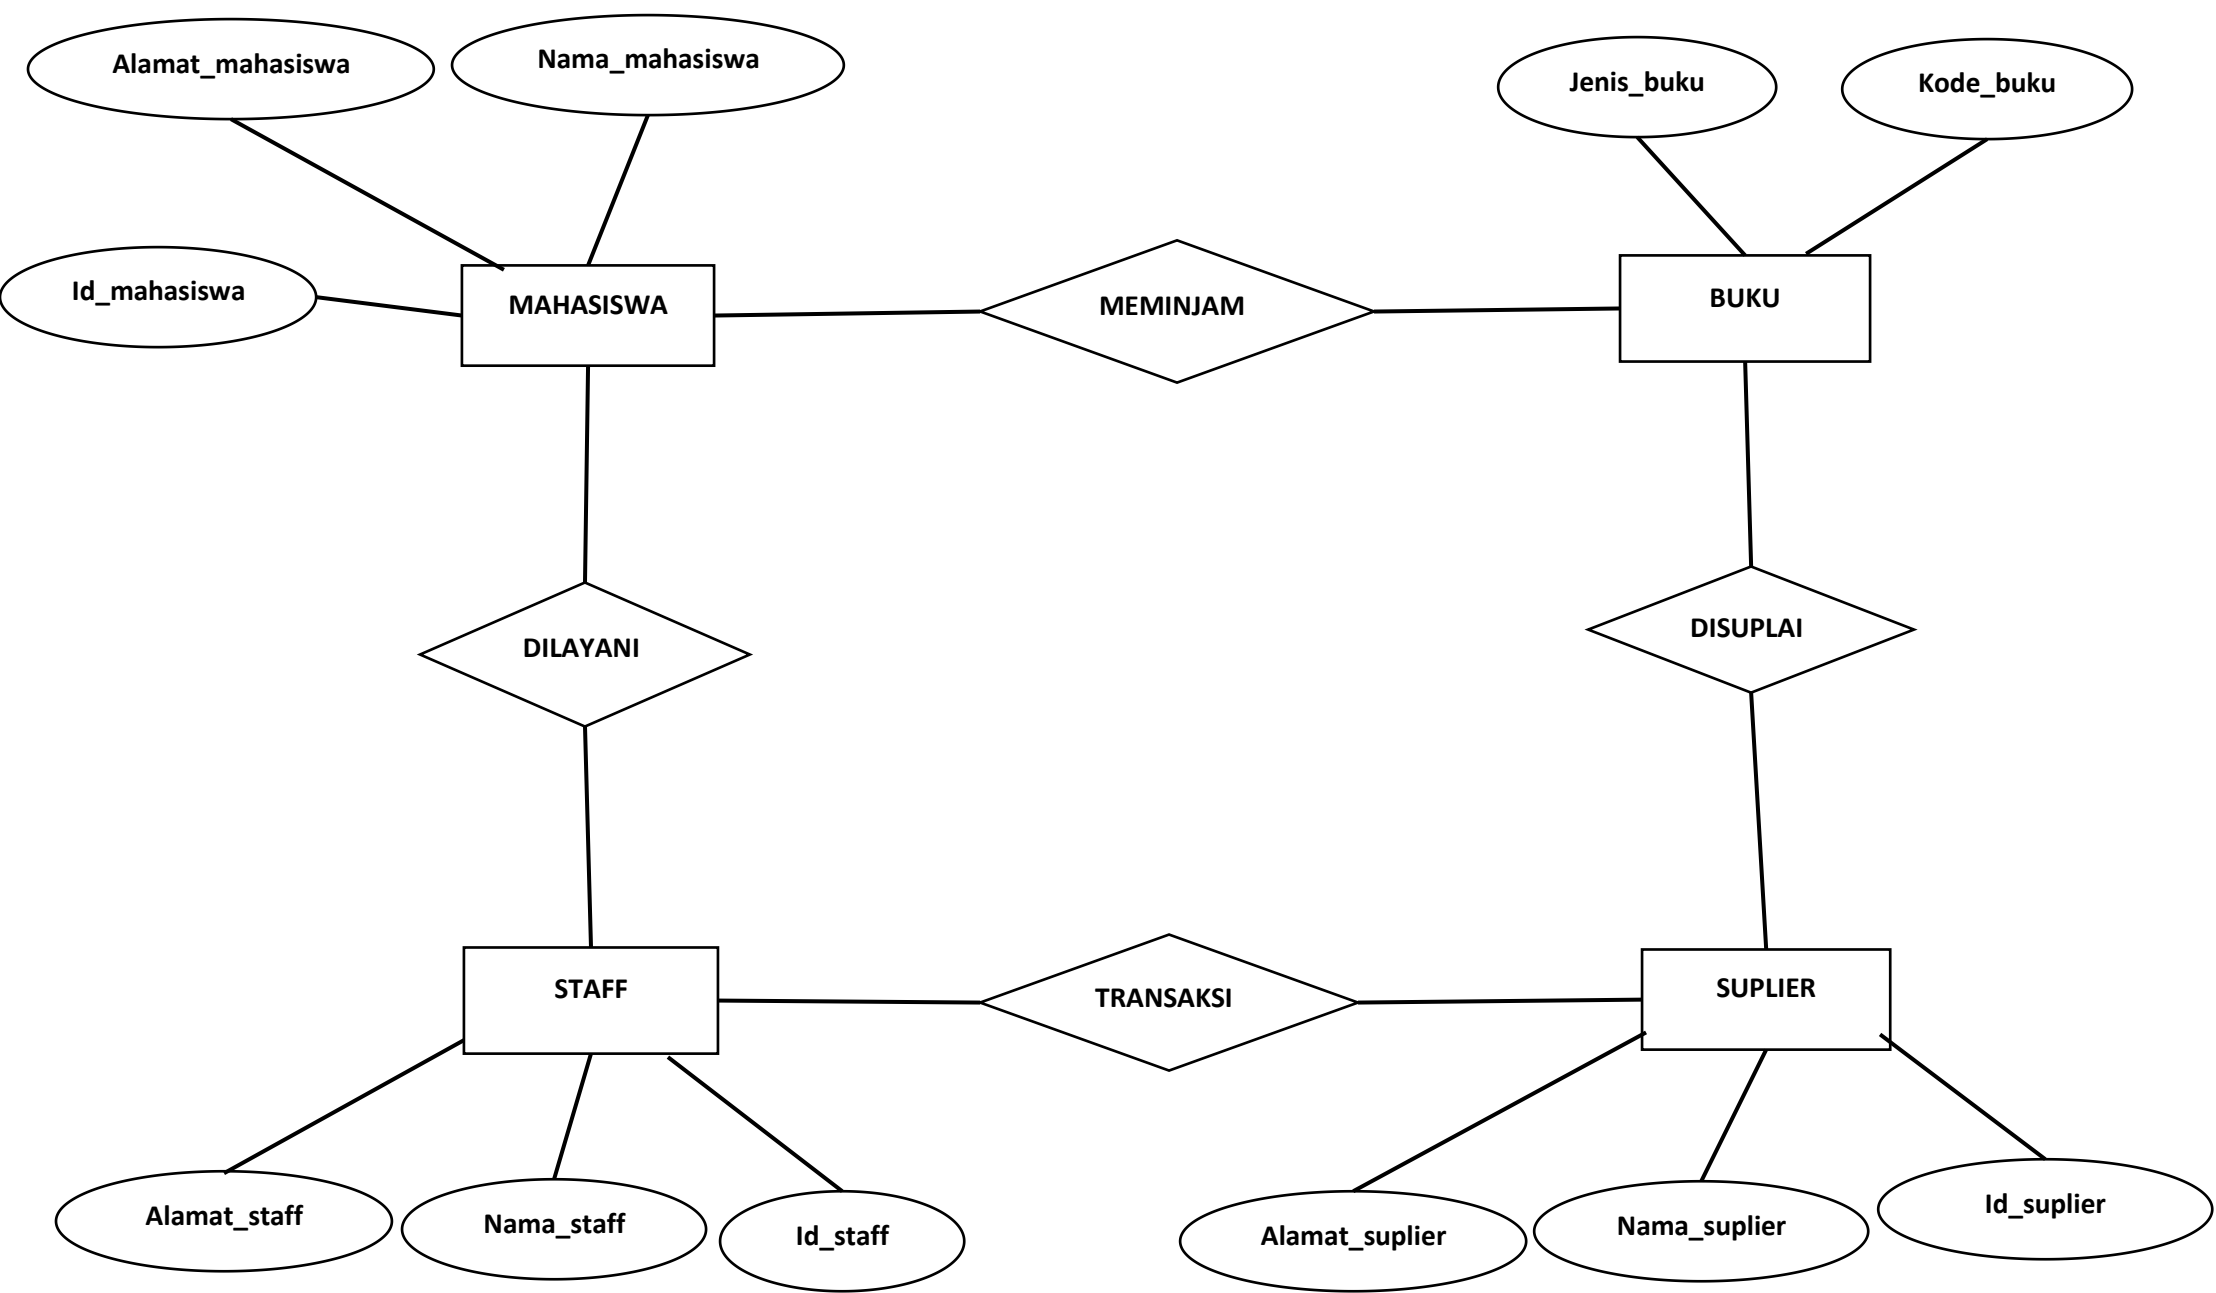 Alamat_mahasiswa
Nama_mahasiswa
Jenis_buku
Kode_buku
Id_mahasiswa
MAHASISWA
MEMINJAM
BUKU
DILAYANI
DISUPLAI
STAFF
TRANSAKSI
SUPLIER
Alamat_staff
Nama_staff
Id_staff
Alamat_suplier
Nama_suplier
Id_suplier